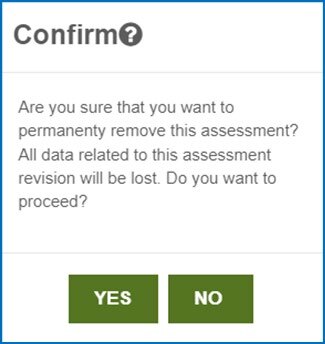 Confirm?
Are you sure that you want to
permanenty remove this assessment?
All data related to this assessment
revision will be lost. Do you want to
proceed?
YES NO